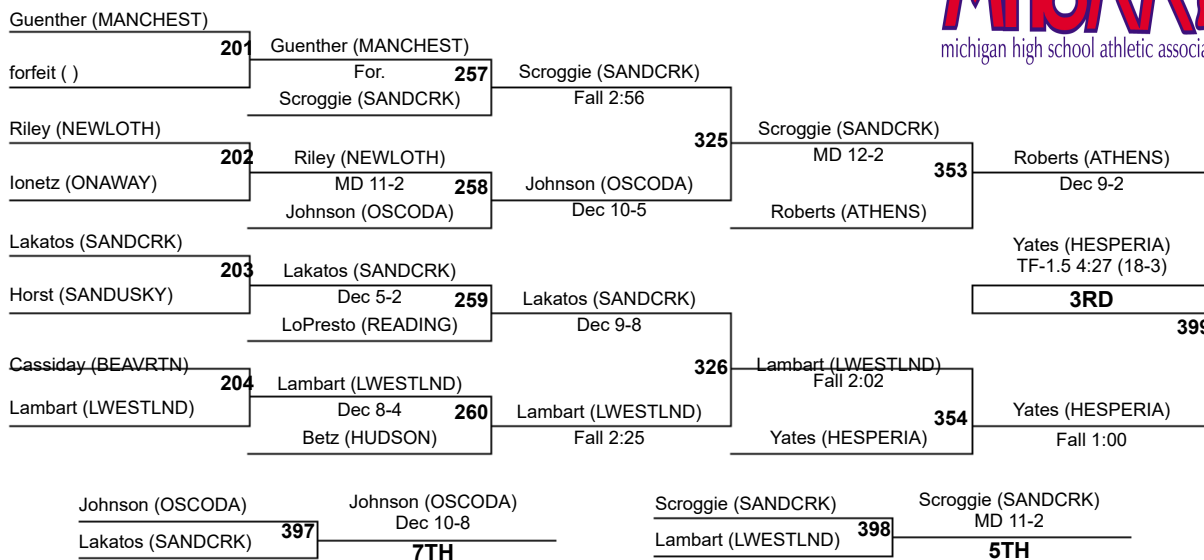 Guenther (MANCHEST)
201
forfeit ( )
Guenther (MANCHEST)
For.
257
Scroggie (SANDCRK)
Scroggie (SANDCRK)
Fall 2:56
michigan high school athletic
Riley (NEWLOTH)
202
Ionetz (ONAWAY)
Riley (NEWLOTH)
MD 11-2
258
Johnson (OSCODA)
Johnson (OSCODA)
Dec 10-5
325
Scroggie (SANDCRK)
MD 12-2
353
Roberts (ATHENS)
Roberts (ATHENS)
Dec 9-2
Lakatos (SANDCRK)
203
Horst (SANDUSKY)
Lakatos (SANDCRK)
Dec 5-2
259
LoPresto (READING)
Lakatos (SANDCRK)
Dec 9-8
Yates (HESPERIA)
TF-1.5 4:27 (18-3)
3RD
399
Cassiday (BEAVRTN)
204
Lambart (LWESTLND)
Lambart (LWESTLND)
Dec 8-4
260
Betz (HUDSON)
Lambart (LWESTLND)
Fall 2:25
326
Lambart (LWESTLND)
Fall 2:02
354
Yates (HESPERIA)
Yates (HESPERIA)
Fall 1:00
Johnson (OSCODA)
397
Lakatos (SANDCRK)
Johnson (OSCODA)
Dec 10-8
7TH
Scroggie (SANDCRK)
398
Lambart (LWESTLND)
Scroggie (SANDCRK)
MD 11-2
5TH